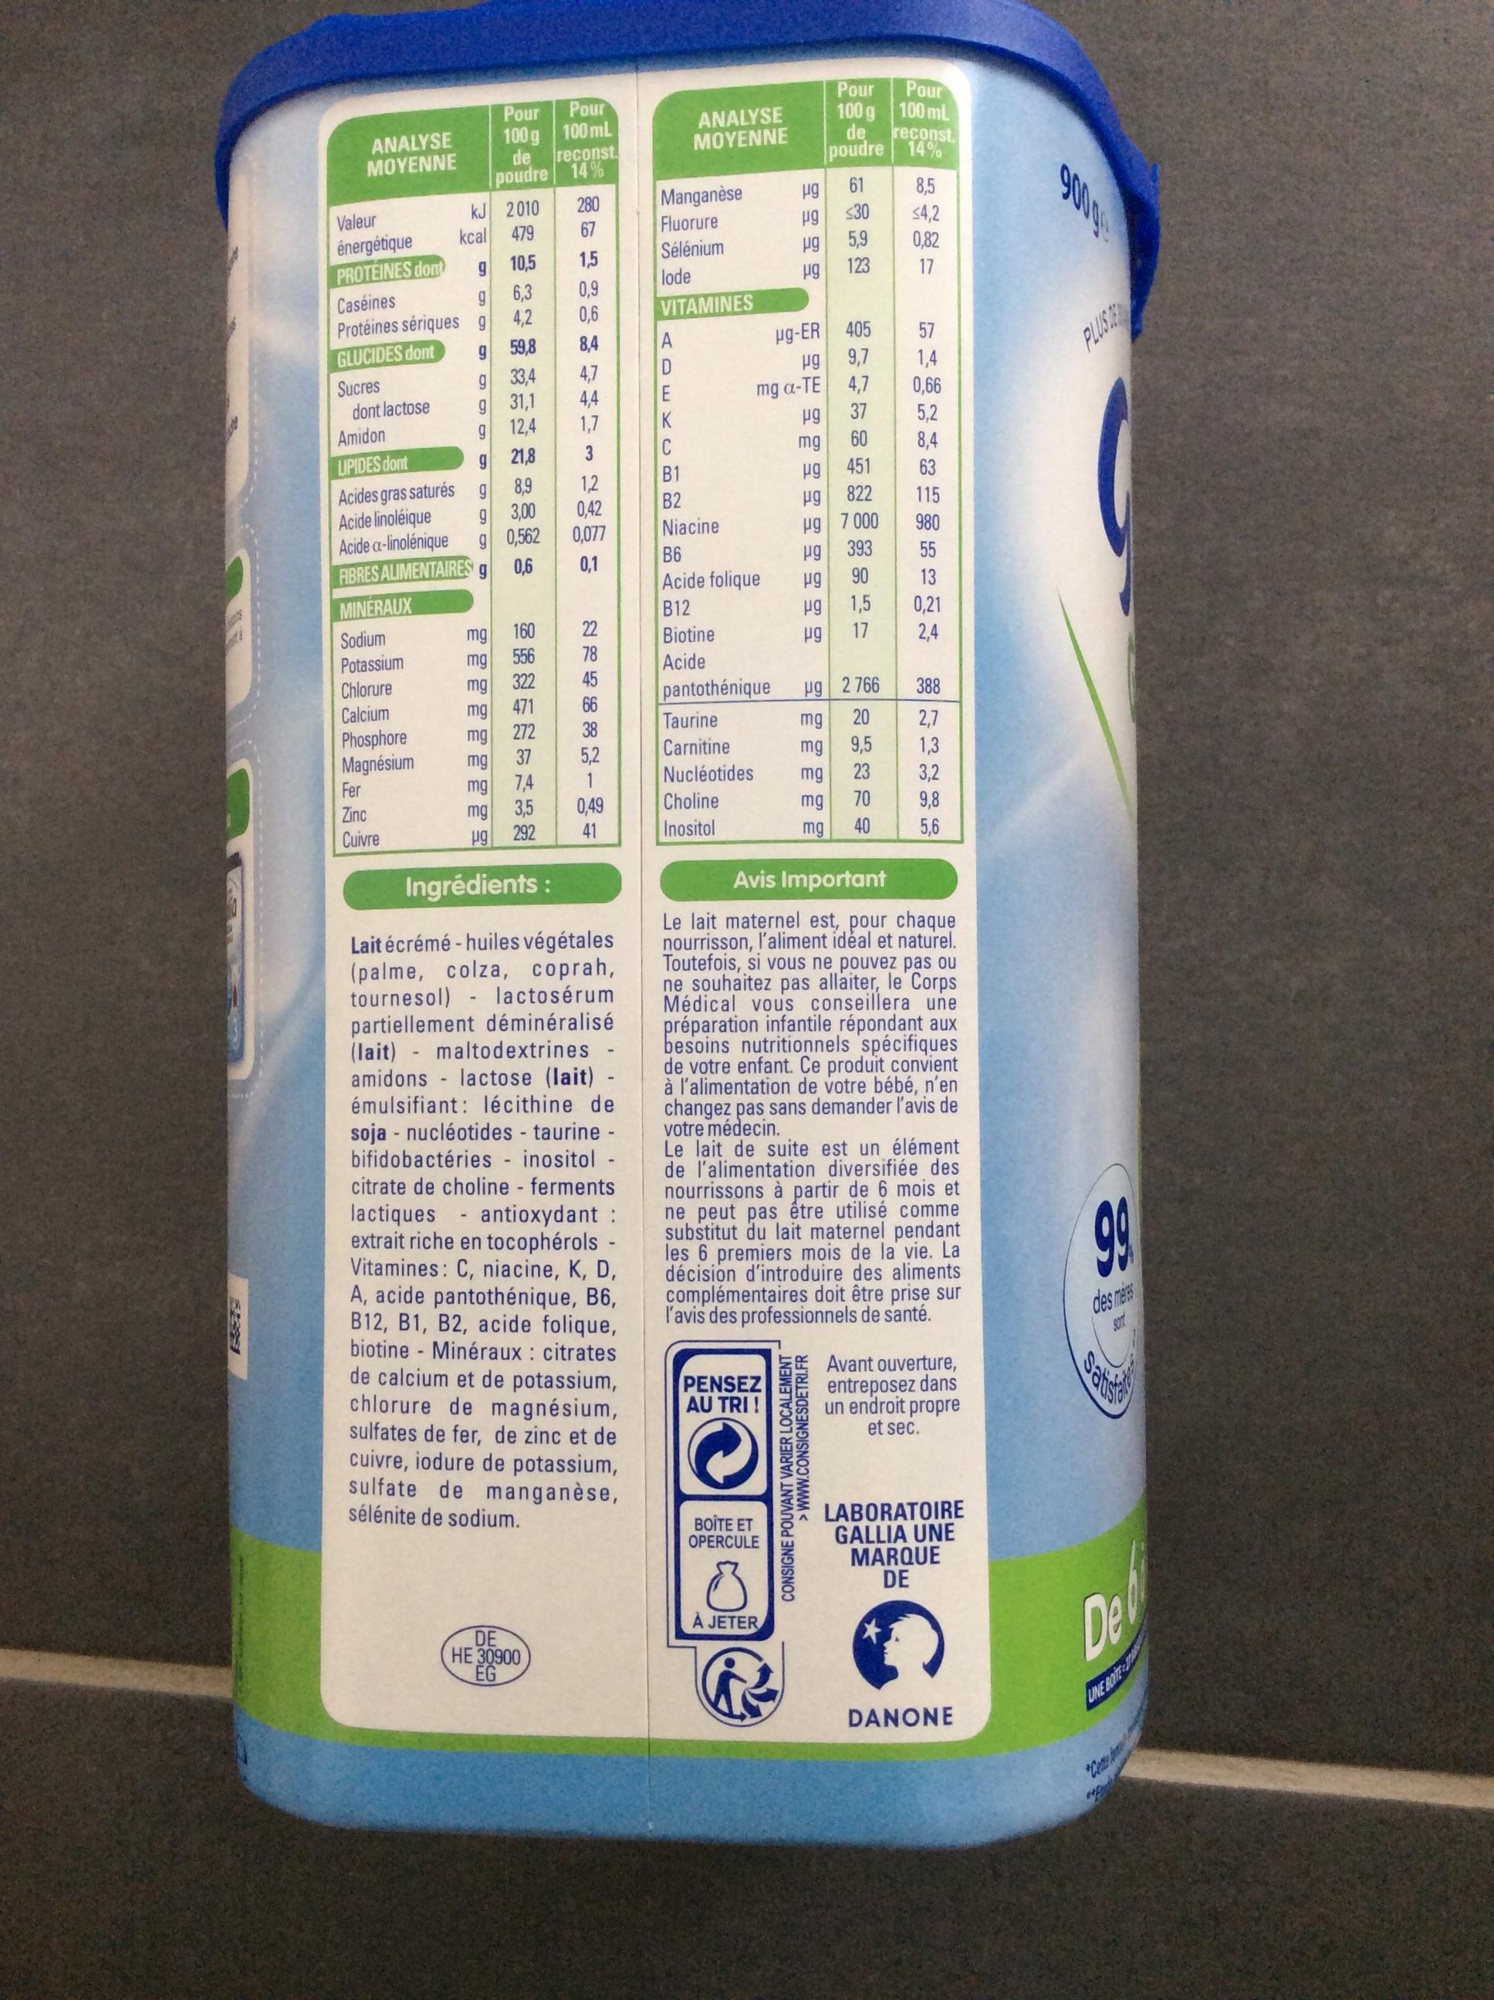 ANALYSE MOYENNE | Pour 100 g de poudre | Pour 100 mL reconst. 14%
Valeur kJ 2 010 280
énergétique kcal 479 67
PROTÉINES dont g 10,5 1,5
Caséines g 6,3 0,9
Protéines sériques g 4,2 0,6
GLUCIDES dont g 59,8 8,4
Sucres g 33,4 4,7
dont lactose g 31,1 4,4
Amidon g 12,4 1,7
LIPIDES dont g 21,8 3
Acides gras saturés g 8,9 1,2
Acide linoléique g 3,00 0,42
Acide α-linolénique g 0,562 0,077
FIBRES ALIMENTAIRES g 0,6 0,1
MINÉRAUX
Sodium mg 160 22
Potassium mg 556 78
Chlorure mg 322 45
Calcium mg 471 66
Phosphore mg 272 38
Magnésium mg 37 5,2
Fer mg 7,4 1
Zinc mg 3,5 0,49
Cuivre µg 292 41
Ingrédients :
Lait écrémé - huiles végétales
(palme, colza, coprah,
tournesol) - lactosérum
partiellement déminéralisé
(lait) - maltodextrines -
amidons - lactose (lait) -
émulsifiant : lécithine de
soja - nucléotides - taurine -
bifidobactéries - inositol -
citrate de choline - ferments
lactiques - antioxydant :
extrait riche en tocophérols -
Vitamines : C, niacine, K, D,
A, acide pantothénique, B6,
B12, B1, B2, acide folique,
biotine - Minéraux : citrates
de calcium et de potassium,
chlorure de magnésium,
sulfates de fer, de zinc et de
cuivre, iodure de potassium,
sulfate de manganèse,
sélénite de sodium.
DE
HE 30900
EG
ANALYSE MOYENNE | Pour 100 g de poudre | Pour 100 mL reconst. 14%
Manganèse µg 61 8,5
Fluorure µg ≤30 ≤4,2
Sélénium µg 5,9 0,82
Iode µg 123 17
VITAMINES
A µg-ER 405 57
D µg 9,7 1,4
E mg α-TE 4,7 0,66
K µg 37 5,2
C mg 60 8,4
B1 µg 451 63
B2 µg 822 115
Niacine µg 7 000 980
B6 µg 393 55
Acide folique µg 90 13
B12 µg 1,5 0,21
Biotine µg 17 2,4
Acide
pantothénique µg 2 766 388
Taurine mg 20 2,7
Carnitine mg 9,5 1,3
Nucléotides mg 23 3,2
Choline mg 70 9,8
Inositol mg 40 5,6
Avis Important
Le lait maternel est, pour chaque
nourrisson, l'aliment idéal et naturel.
Toutefois, si vous ne pouvez pas ou
ne souhaitez pas allaiter, le Corps
Médical vous conseillera une
préparation infantile répondant aux
besoins nutritionnels spécifiques
de votre enfant. Ce produit convient
à l'alimentation de votre bébé, n'en
changez pas sans demander l'avis de
votre médecin.
Le lait de suite est un élément
de l'alimentation diversifiée des
nourrissons à partir de 6 mois et
ne peut pas être utilisé comme
substitut du lait maternel pendant
les 6 premiers mois de la vie. La
décision d'introduire des aliments
complémentaires doit être prise sur
l'avis des professionnels de santé.
PENSEZ
AU TRI !
BOÎTE ET
OPERCULE
À JETER
CONSIGNE POUVANT VARIER LOCALEMENT
> WWW.CONSIGNESDETRI.FR
Avant ouverture,
entreposez dans
un endroit propre
et sec.
LABORATOIRE
GALLIA UNE
MARQUE
DE
DANONE
900 g
PLUS DE
99
des mères
sont
satisfaites
De 6
UNE BOÎTE =
*Cette